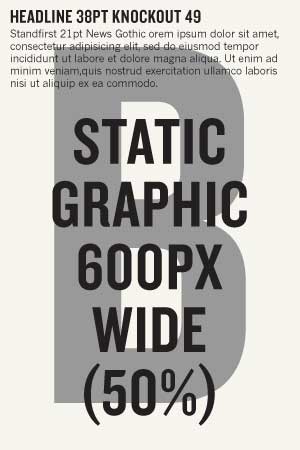 HEADLINE 38PT KNOCKOUT 49
Standfirst 21pt News Gothic orem ipsum dolor sit amet,
consectetur adipisicing elit, sed do eiusmod tempor
incididunt ut labore et dolore magna aliqua. Ut enim ad
minim veniam,quis nostrud exercitation ullamco laboris
nisi ut aliquip ex ea commodo.
B
STATIC
GRAPHIC
600PX
WIDE
(50%)